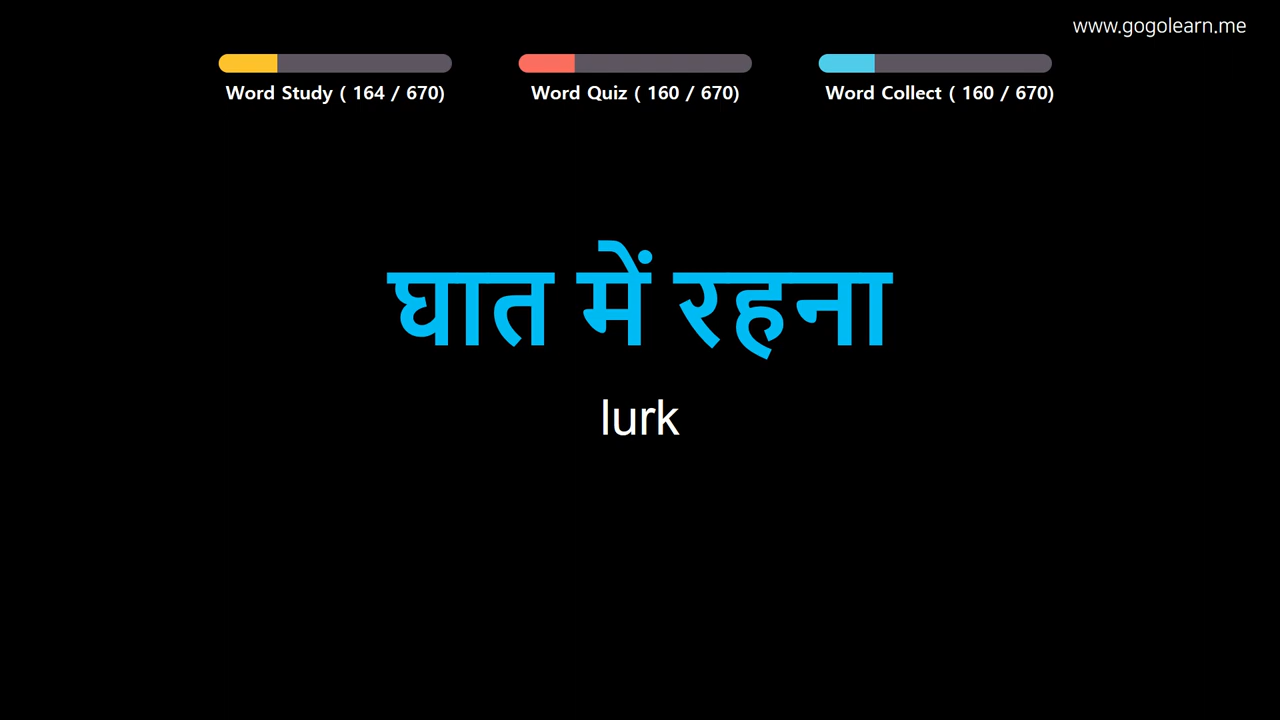 www.gogolearn.me
Word Study ( 164 / 670)
Word Quiz ( 160 / 670)
Word Collect ( 160 / 670)
घात में रहना
lurk